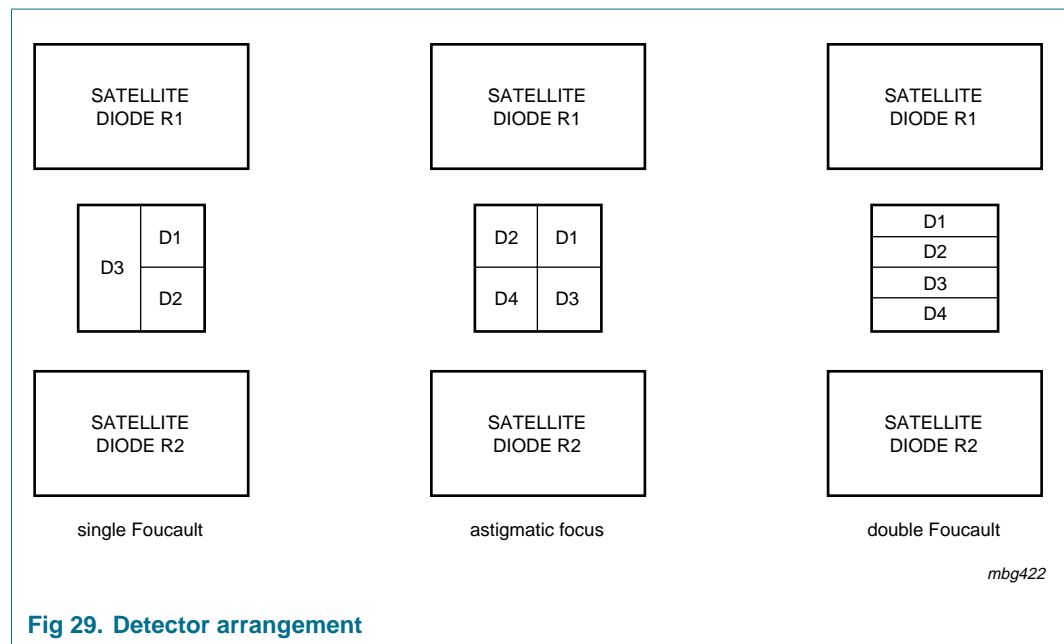 SATELLITE
DIODE R1
SATELLITE
DIODE R1
SATELLITE
DIODE R1
D3
D1
D2
D2
D1
D4
D3
D1
D2
D3
D4
SATELLITE
DIODE R2
SATELLITE
DIODE R2
SATELLITE
DIODE R2
single Foucault
astigmatic focus
double Foucault
mbg422
Fig 29. Detector arrangement